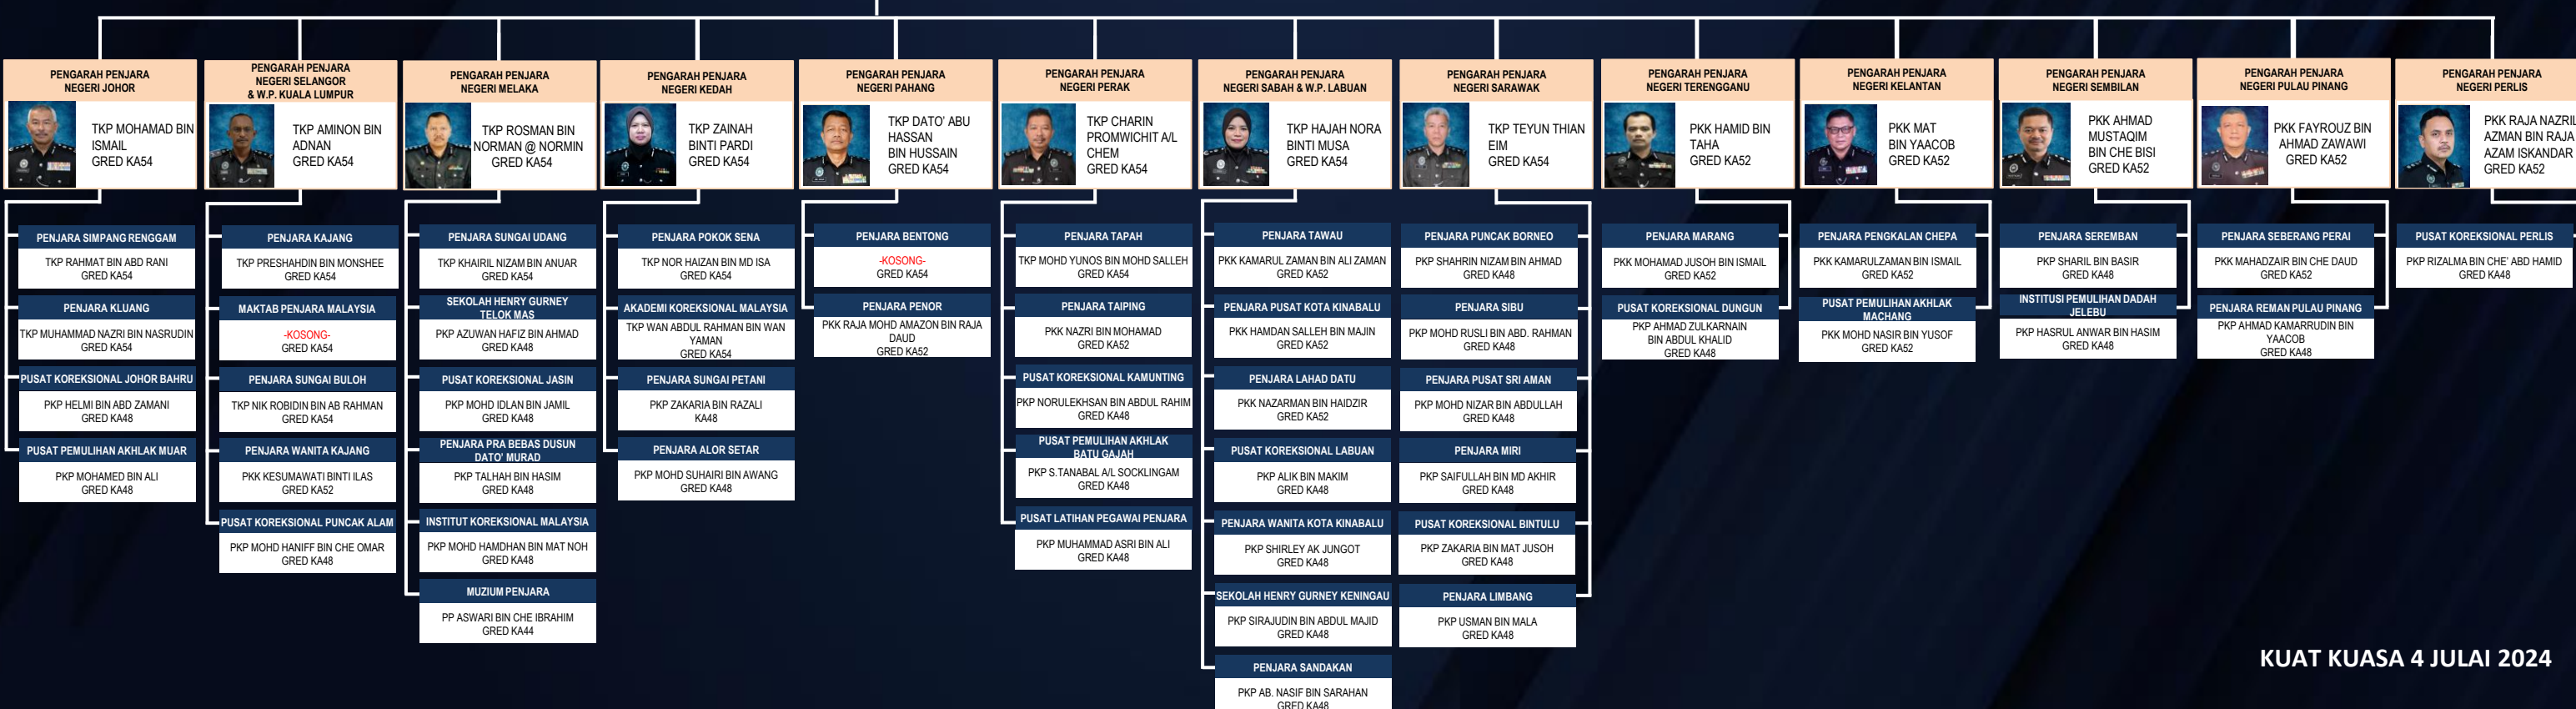 PENGARAH PENJARA
NEGERI JOHOR
TKP MOHAMAD BIN
ISMAIL
GRED KA54
PENJARA SIMPANG RENGGAM
TKP RAHMAT BIN ABD RANI
GRED KA54
PENJARA KLUANG
TKP MUHAMMAD NAZRI BIN NASRUDIN
GRED KA54
PUSAT KOREKSIONAL JOHOR BAHRU
PKP HELMI BIN ABD ZAMANI
GRED KA48
PUSAT PEMULIHAN AKHLAK MUAR
PKP MOHAMED BIN ALI
GRED KA48
PENGARAH PENJARA
NEGERI SELANGOR
& W.P. KUALA LUMPUR
TKP AMINON BIN
ADNAN
GRED KA54
PENJARA KAJANG
TKP PRESHAHDIN BIN MONSHEE
GRED KA54
MAKTAB PENJARA MALAYSIA
-KOSONG-
GRED KA54
PENJARA SUNGAI BULOH
TKP NIK ROBIDIN BIN AB RAHMAN
GRED KA54
PENJARA WANITA KAJANG
PKK KESUMAWATI BINTI ILAS
GRED KA52
PUSAT KOREKSIONAL PUNCAK ALAM
PKP MOHD HANIFF BIN CHE OMAR
GRED KA48
PENGARAH PENJARA
NEGERI MELAKA
TKP ROSMAN BIN
NORMAN @ NORMIN
GRED KA54
PENJARA SUNGAI UDANG
TKP KHAIRIL NIZAM BIN ANUAR
GRED KA54
SEKOLAH HENRY GURNEY
TELOK MAS
PKP AZUWAN HAFIZ BIN AHMAD
GRED KA48
PUSAT KOREKSIONAL JASIN
PKP MOHD IDLAN BIN JAMIL
GRED KA48
PENJARA PRA BEBAS DUSUN
DATO' MURAD
PKP TALHAH BIN HASIM
GRED KA48
INSTITUT KOREKSIONAL MALAYSIA
PKP MOHD HAMDHAN BIN MAT NOH
GRED KA48
MUZIUM PENJARA
PP ASWARI BIN CHE IBRAHIM
GRED KA44
PENGARAH PENJARA
NEGERI KEDAH
TKP ZAINAH
BINTI PARDI
GRED KA54
PENJARA POKOK SENA
TKP NOR HAIZAN BIN MD ISA
GRED KA54
AKADEMI KOREKSIONAL MALAYSIA
TKP WAN ABDUL RAHMAN BIN WAN
YAMAN
GRED KA54
PENJARA SUNGAI PETANI
PKP ZAKARIA BIN RAZALI
KA48
PENJARA ALOR SETAR
PKP MOHD SUHAIRI BIN AWANG
GRED KA48
PENGARAH PENJARA
NEGERI PAHANG
TKP DATO' ABU
HASSAN
BIN HUSSAIN
GRED KA54
PENJARA BENTONG
-KOSONG-
GRED KA54
PENJARA PENOR
PKK RAJA MOHD AMAZON BIN RAJA
DAUD
GRED KA52
PENGARAH PENJARA
NEGERI PERAK
TKP CHARIN
PROMWICHIT A/L
CHEM
GRED KA54
PENJARA TAPAH
TKP MOHD YUNOS BIN MOHD SALLEH
GRED KA54
PENJARA TAIPING
PKK NAZRI BIN MOHAMAD
GRED KA52
PUSAT KOREKSIONAL KAMUNTING
PKP NORULEKHSAN BIN ABDUL RAHIM
GRED KA48
PUSAT PEMULIHAN AKHLAK
BATU GAJAH
PKP S.TANABAL A/L SOCKLINGAM
GRED KA48
PUSAT LATIHAN PEGAWAI PENJARA
PKP MUHAMMAD ASRI BIN ALI
GRED KA48
PENGARAH PENJARA
NEGERI SABAH & W.P. LABUAN
TKP HAJAH NORA
BINTI MUSA
GRED KA54
PENJARA TAWAU
PKK KAMARUL ZAMAN BIN ALI ZAMAN
GRED KA52
PENJARA PUSAT KOTA KINABALU
PKK HAMDAN SALLEH BIN MAJIN
GRED KA52
PENJARA LAHAD DATU
PKK NAZARMAN BIN HAIDZIR
GRED KA52
PUSAT KOREKSIONAL LABUAN
PKP ALIK BIN MAKIM
GRED KA48
PENJARA WANITA KOTA KINABALU
PKP SHIRLEY AK JUNGOT
GRED KA48
SEKOLAH HENRY GURNEY KENINGAU
PKP SIRAJUDIN BIN ABDUL MAJID
GRED KA48
PENJARA SANDAKAN
PKP AB. NASIF BIN SARAHAN
GRED KA48
PENGARAH PENJARA
NEGERI SARAWAK
TKP TEYUN THIAN
EIM
GRED KA54
PENJARA PUNCAK BORNEO
PKP SHAHRIN NIZAM BIN AHMAD
GRED KA48
PENJARA SIBU
PKP MOHD RUSLI BIN ABD. RAHMAN
GRED KA48
PENJARA PUSAT SRI AMAN
PKP MOHD NIZAR BIN ABDULLAH
GRED KA48
PENJARA MIRI
PKP SAIFULLAH BIN MD AKHIR
GRED KA48
PUSAT KOREKSIONAL BINTULU
PKP ZAKARIA BIN MAT JUSOH
GRED KA48
PENJARA LIMBANG
PKP USMAN BIN MALA
GRED KA48
PENGARAH PENJARA
NEGERI TERENGGANU
PKK HAMID BIN
TAHA
GRED KA52
PENJARA MARANG
PKK MOHAMAD JUSOH BIN ISMAIL
GRED KA52
PUSAT KOREKSIONAL DUNGUN
PKP AHMAD ZULKARNAIN
BIN ABDUL KHALID
GRED KA48
PENGARAH PENJARA
NEGERI KELANTAN
PKK MAT
BIN YAACOB
GRED KA52
PENJARA PENGKALAN CHEPA
PKK KAMARULZAMAN BIN ISMAIL
GRED KA52
PUSAT PEMULIHAN AKHLAK
MACHANG
PKK MOHD NASIR BIN YUSOF
GRED KA52
PENGARAH PENJARA
NEGERI SEMBILAN
PKK AHMAD
MUSTAQIM
BIN CHE BISI
GRED KA52
PENJARA SEREMBAN
PKP SHARIL BIN BASIR
GRED KA48
INSTITUSI PEMULIHAN DADAH
JELEBU
PKP HASRUL ANWAR BIN HASIM
GRED KA48
PENGARAH PENJARA
NEGERI PULAU PINANG
PKK FAYROUZ BIN
AHMAD ZAWAWI
GRED KA52
PENJARA SEBERANG PERAI
PKK MAHADZAIR BIN CHE DAUD
GRED KA52
PENJARA REMAN PULAU PINANG
PKP AHMAD KAMARRUDIN BIN
YAACOB
GRED KA48
PENGARAH PENJARA
NEGERI PERLIS
PKK RAJA NAZRIL
AZMAN BIN RAJA
AZAM ISKANDAR
GRED KA52
PUSAT KOREKSIONAL PERLIS
PKP RIZALMA BIN CHE' ABD HAMID
GRED KA48
KUAT KUASA 4 JULAI 2024